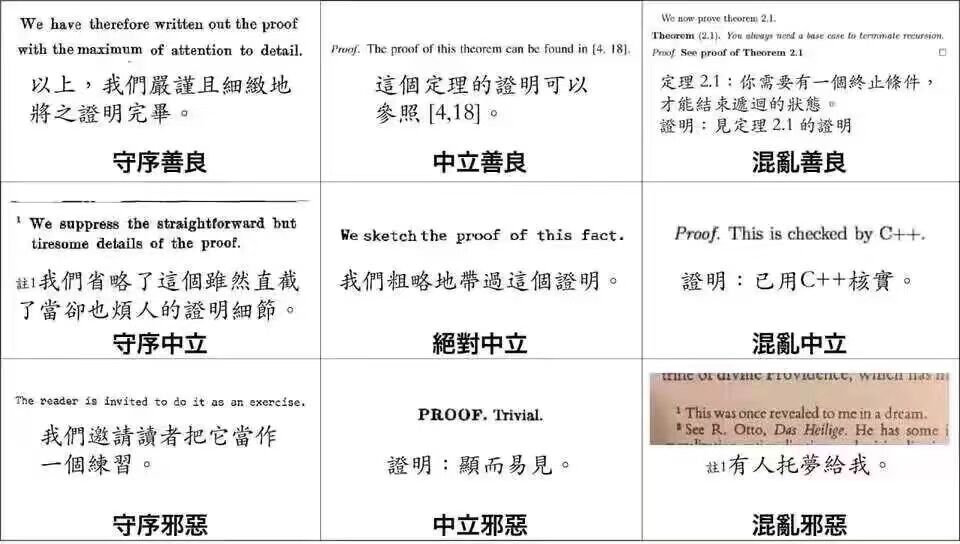 We have therefore written out the proof
with the maximum of attention to detail.
以上，我們嚴謹且細緻地
將之證明完畢。
守序善良
Proof. The proof of this theorem can be found in [4, 18].
這個定理的證明可以
參照 [4,18]。
中立善良
We now prove theorem 2.1.
Theorem (2.1). You always need a base case to terminate recursion.
Proof. See proof of Theorem 2.1
定理 2.1：你需要有一個終止條件，
才能結束遞迴的狀態。
證明：見定理 2.1 的證明
混亂善良
¹ We suppress the straightforward but
tiresome details of the proof.
註1我們省略了這個雖然直截
了當卻也煩人的證明細節。
守序中立
We sketch the proof of this fact.
我們粗略地帶過這個證明。
絕對中立
Proof. This is checked by C++.
證明：已用C++核實。
混亂中立
The reader is invited to do it as an exercise.
我們邀請讀者把它當作
一個練習。
守序邪惡
PROOF. Trivial.
證明：顯而易見。
中立邪惡
trine of divine Providence, which has
¹ This was once revealed to me in a dream.
² See R. Otto, Das Heilige. He has some
註1有人托夢給我。
混亂邪惡